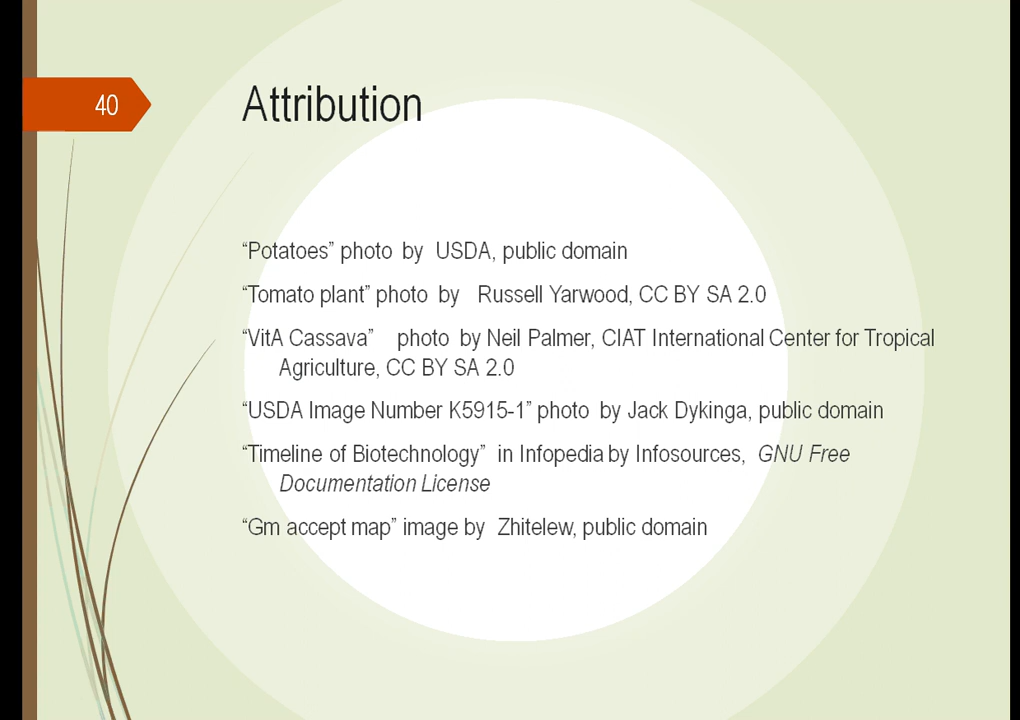 40
Attribution
“Potatoes” photo by USDA, public domain
“Tomato plant” photo by Russell Yarwood, CC BY SA 2.0
“VitA Cassava” photo by Neil Palmer, CIAT International Center for Tropical
Agriculture, CC BY SA 2.0
“USDA Image Number K5915-1” photo by Jack Dykinga, public domain
“Timeline of Biotechnology” in Infopedia by Infosources, GNU Free
Documentation License
“Gm accept map” image by Zhitelew, public domain